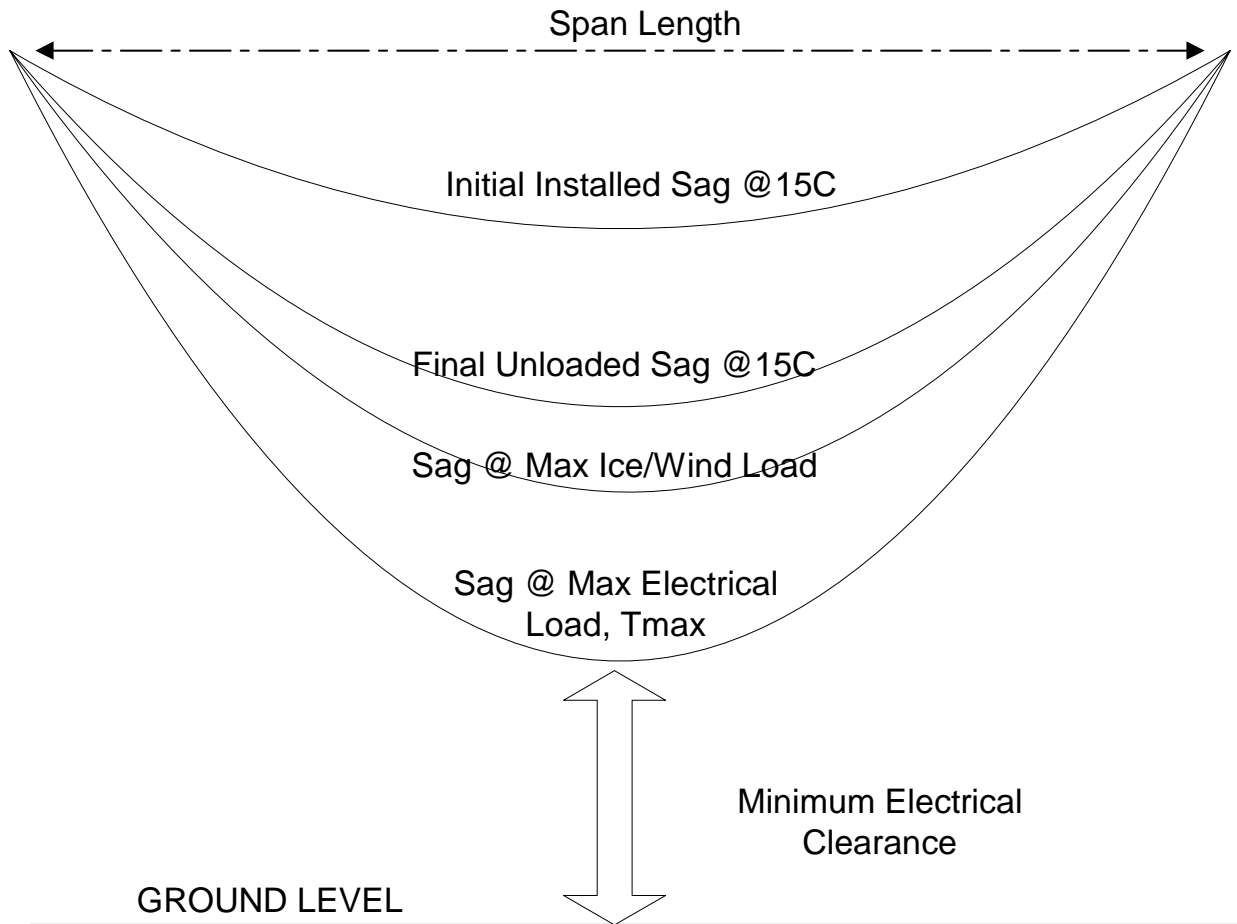 Span Length
Initial Installed Sag @15C
Final Unloaded Sag @15C
Sag @ Max Ice/Wind Load
Sag @ Max Electrical
Load, Tmax
Minimum Electrical
Clearance
GROUND LEVEL